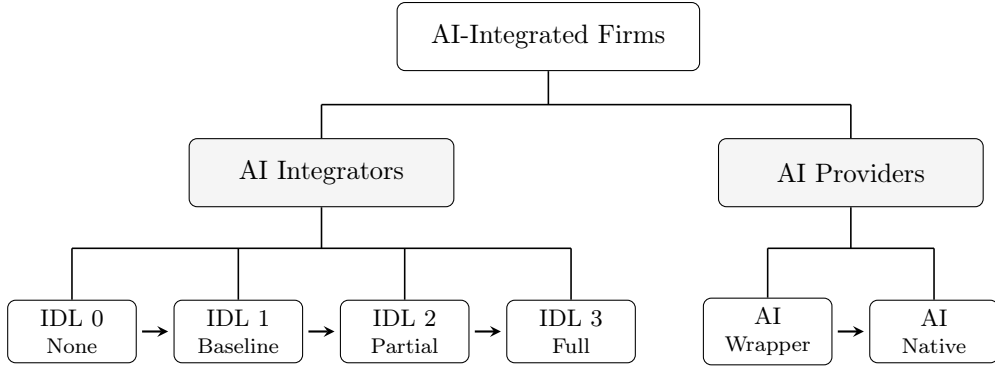 AI-Integrated Firms
AI Integrators
AI Providers
IDL 0
None
IDL 1
Baseline
IDL 2
Partial
IDL 3
Full
AI
Wrapper
AI
Native